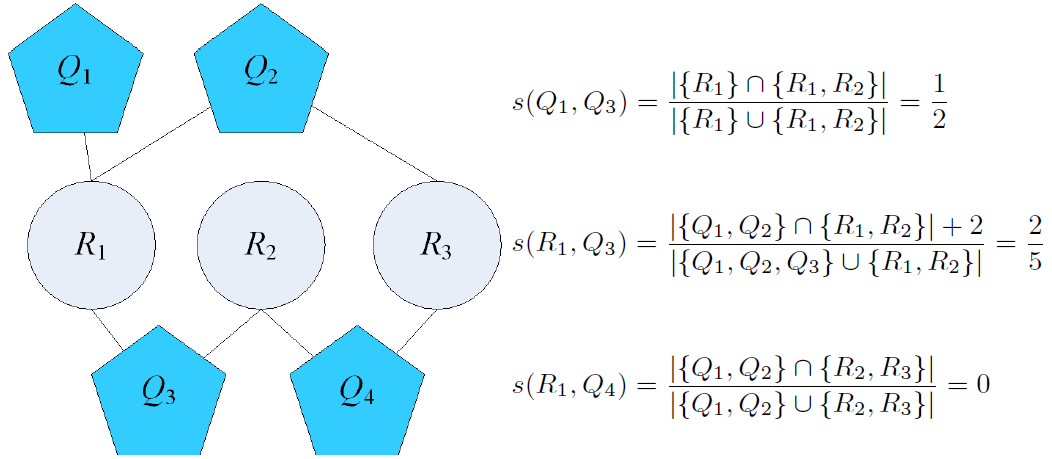 Q₁ Q₂
s(Q₁, Q₃) = |{R₁} ∩ {R₁, R₂}| / |{R₁} ∪ {R₁, R₂}| = 1/2
R₁ R₂ R₃
s(R₁, Q₃) = |{Q₁, Q₂} ∩ {R₁, R₂}| + 2 / |{Q₁, Q₂, Q₃} ∪ {R₁, R₂}| = 2/5
Q₃ Q₄
s(R₁, Q₄) = |{Q₁, Q₂} ∩ {R₂, R₃}| / |{Q₁, Q₂} ∪ {R₂, R₃}| = 0